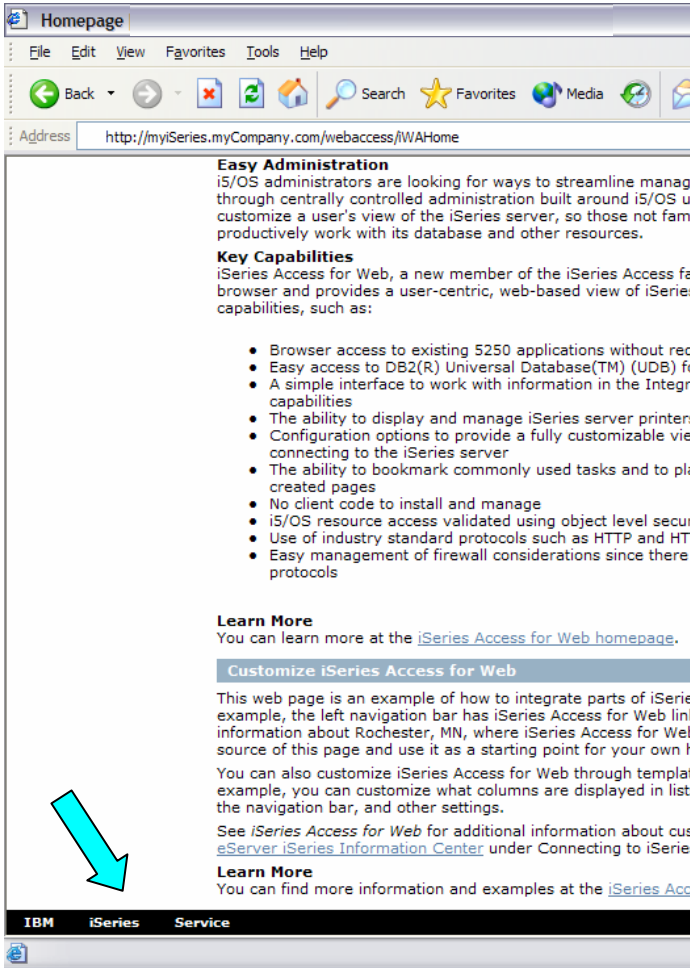 Homepage
File Edit View Favorites Tools Help
Back Search Favorites Media
Address http://myiSeries.myCompany.com/webaccess/iWAHome
Easy Administration
i5/OS administrators are looking for ways to streamline manag
through centrally controlled administration built around i5/OS u
customize a user's view of the iSeries server, so those not fam
productively work with its database and other resources.
Key Capabilities
iSeries Access for Web, a new member of the iSeries Access fa
browser and provides a user-centric, web-based view of iSerie
capabilities, such as:
● Browser access to existing 5250 applications without req
● Easy access to DB2(R) Universal Database(TM) (UDB) fo
● A simple interface to work with information in the Integr
capabilities
● The ability to display and manage iSeries server printers
● Configuration options to provide a fully customizable vie
connecting to the iSeries server
● The ability to bookmark commonly used tasks and to pla
created pages
● No client code to install and manage
● i5/OS resource access validated using object level secur
● Use of industry standard protocols such as HTTP and HT
● Easy management of firewall considerations since there
protocols
Learn More
You can learn more at the iSeries Access for Web homepage.
Customize iSeries Access for Web
This web page is an example of how to integrate parts of iSerie
example, the left navigation bar has iSeries Access for Web lin
information about Rochester, MN, where iSeries Access for Wel
source of this page and use it as a starting point for your own h
You can also customize iSeries Access for Web through templat
example, you can customize what columns are displayed in list
the navigation bar, and other settings.
See iSeries Access for Web for additional information about cus
eServer iSeries Information Center under Connecting to iSerie
Learn More
You can find more information and examples at the iSeries Acc
IBM iSeries Service